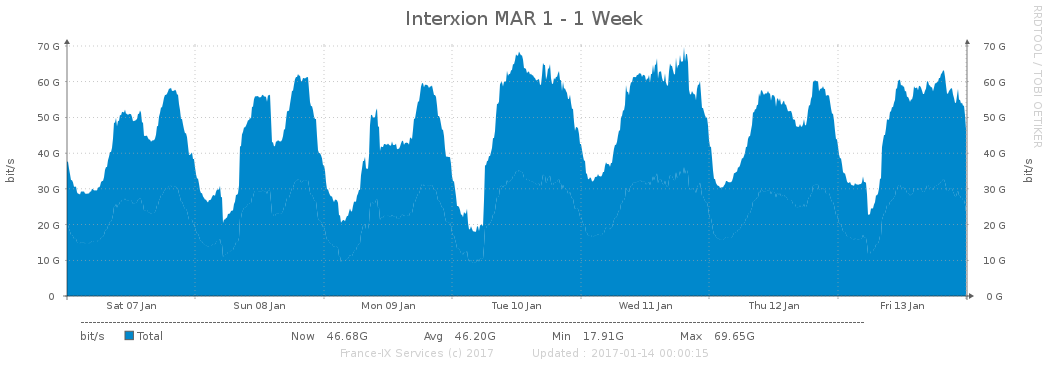 Interxion MAR 1 - 1 Week
RRDTOOL / TOBI OETIKER
bit/s
bit/s
70 G 70 G
60 G 60 G
50 G 50 G
40 G 40 G
30 G 30 G
20 G 20 G
10 G 10 G
0 0 G
Sat 07 Jan Sun 08 Jan Mon 09 Jan Tue 10 Jan Wed 11 Jan Thu 12 Jan Fri 13 Jan
bit/s Total Now 46.68G Avg 46.20G Min 17.91G Max 69.65G
France-IX Services (c) 2017 Updated : 2017-01-14 00:00:15